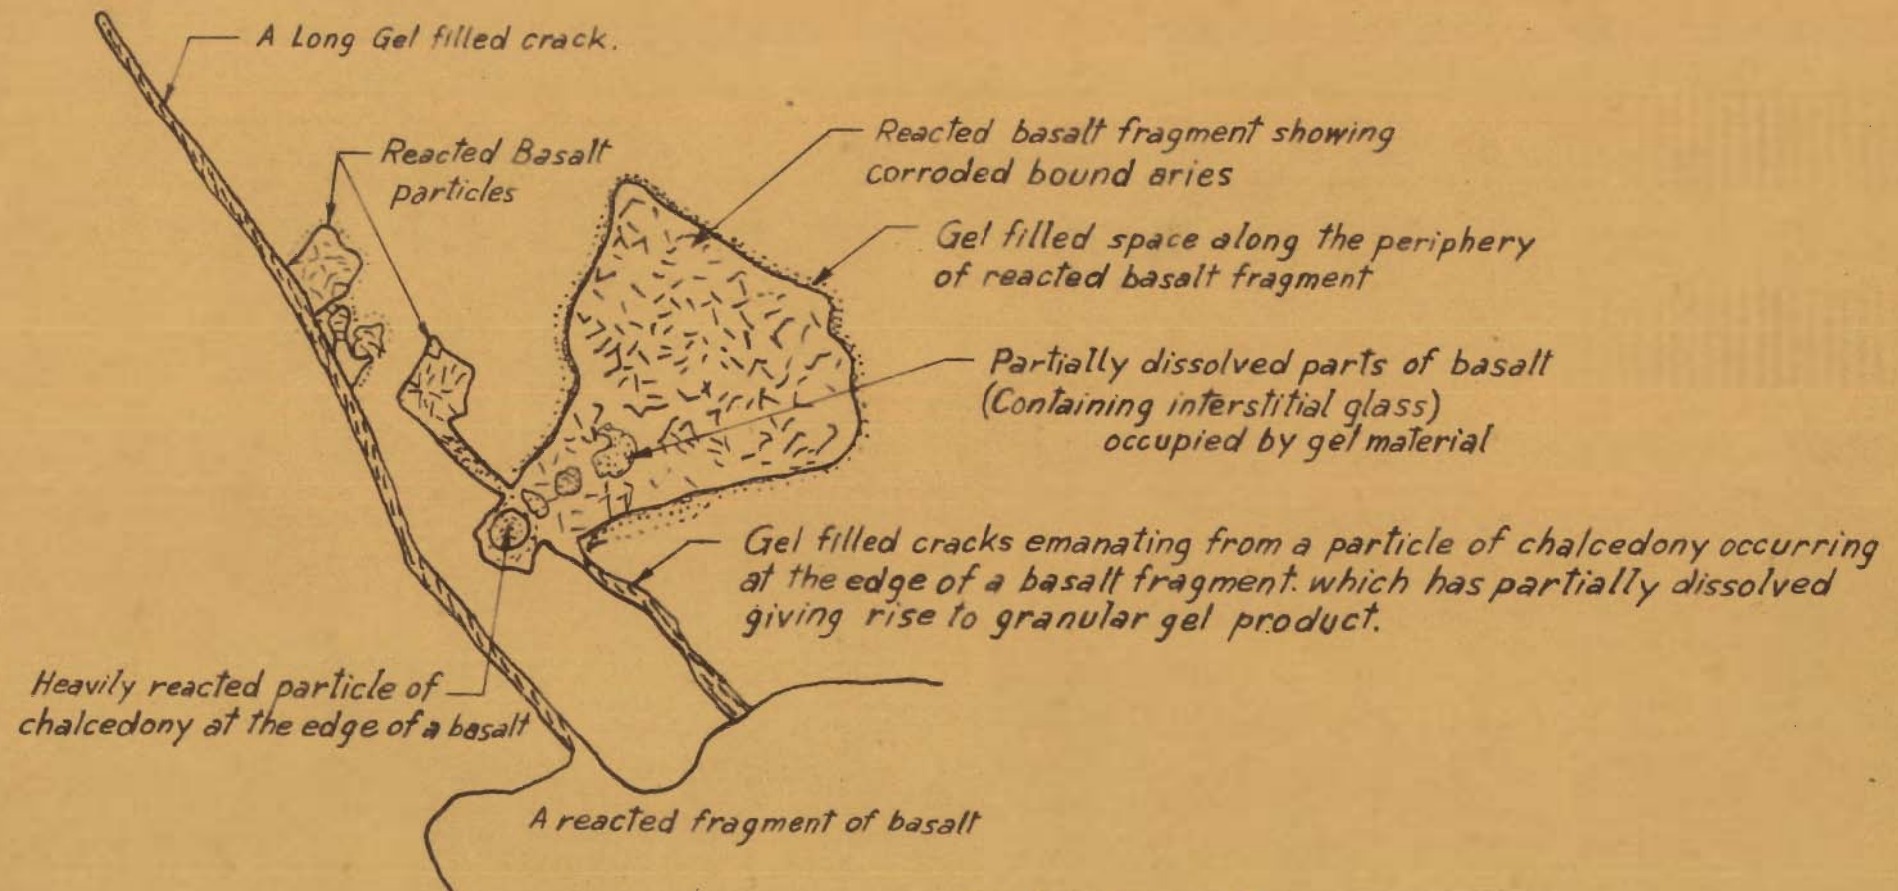 A Long Gel filled crack.
Reacted Basalt
particles
Reacted basalt fragment showing
corroded bound aries
Gel filled space along the periphery
of reacted basalt fragment
Partially dissolved parts of basalt
(Containing interstitial glass)
occupied by gel material
Gel filled cracks emanating from a particle of chalcedony occurring
at the edge of a basalt fragment. which has partially dissolved
giving rise to granular gel product.
Heavily reacted particle of
chalcedony at the edge of a basalt
A reacted fragment of basalt